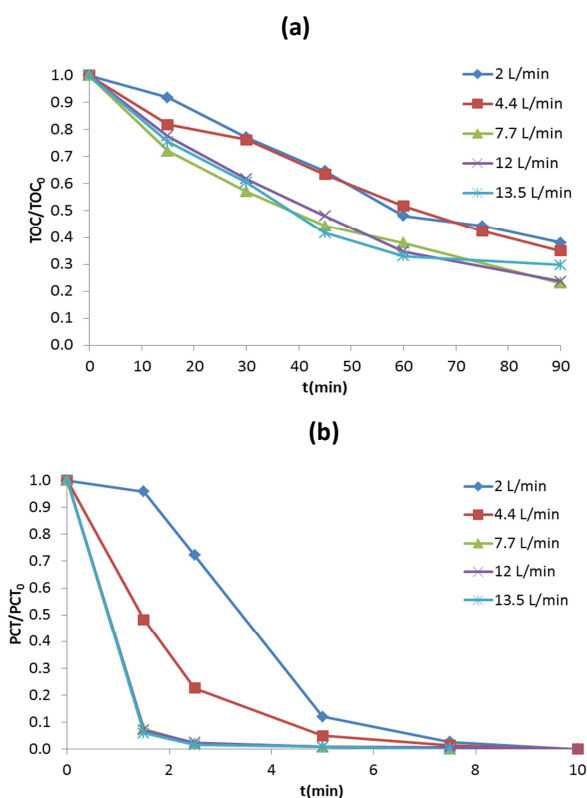 (a)
1.0
0.9
0.8
0.7
0.6
0.5
0.4
0.3
0.2
0.1
0.0
TOC/TOC₀
0 10 20 30 40 50 60 70 80 90
t(min)
2 L/min
4.4 L/min
7.7 L/min
12 L/min
13.5 L/min
(b)
1.0
0.9
0.8
0.7
0.6
0.5
0.4
0.3
0.2
0.1
0.0
PCT/PCT₀
0 2 4 6 8 10
t(min)
2 L/min
4.4 L/min
7.7 L/min
12 L/min
13.5 L/min